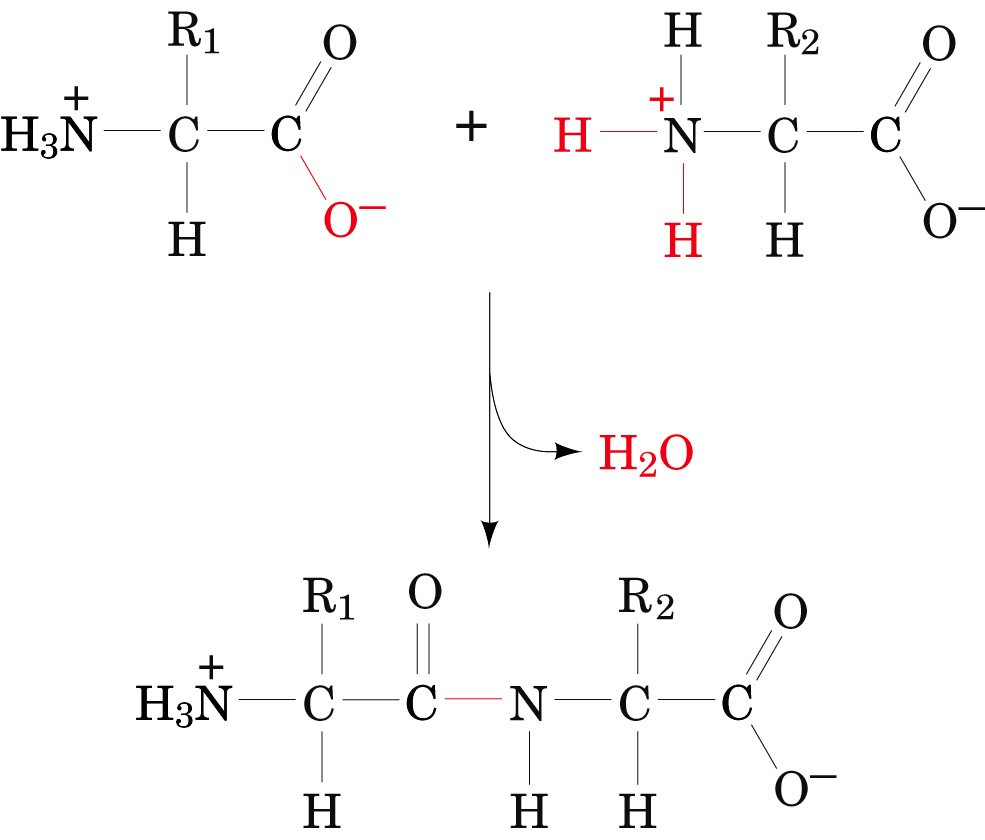 R₁ O H R₂ O
+ +
H₃N C C + H N C C
O⁻ O⁻
H H H
H₂O
R₁ O R₂ O
+
H₃N C C N C C
O⁻
H H H